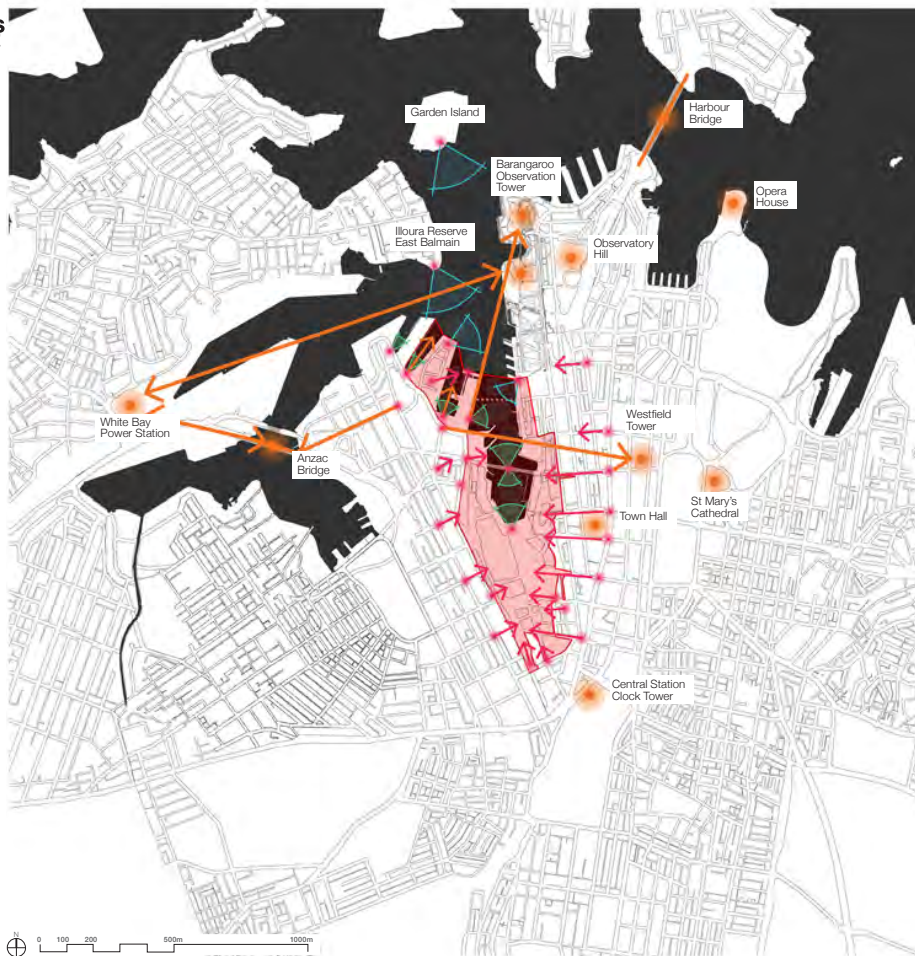 Garden Island
Harbour
Bridge
Barangaroo
Observation
Tower
Opera
House
Illoura Reserve
East Balmain
Observatory
Hill
White Bay
Power Station
Anzac
Bridge
Westfield
Tower
St Mary's
Cathedral
Town Hall
Central Station
Clock Tower
N
0 100 200 500m 1000m